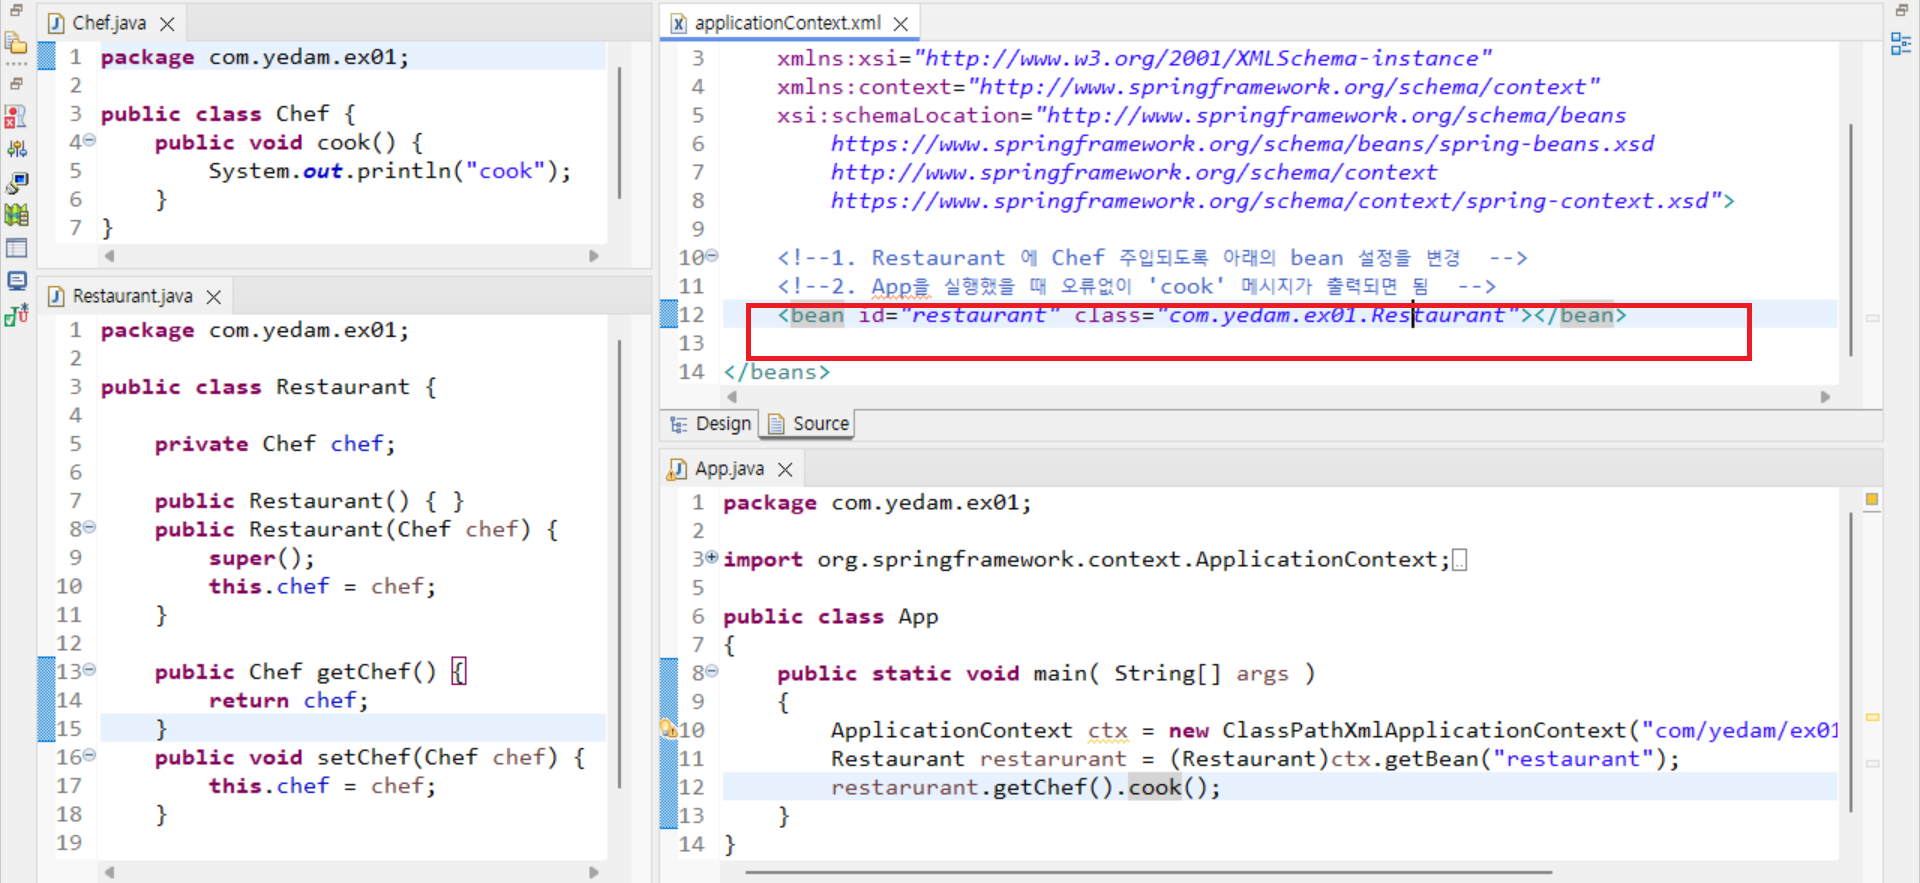 Chef.java
1 package com.yedam.ex01;
2
3 public class Chef {
4 public void cook() {
5 System.out.println("cook");
6 }
7 }
Restaurant.java
1 package com.yedam.ex01;
2
3 public class Restaurant {
4
5 private Chef chef;
6
7 public Restaurant() { }
8 public Restaurant(Chef chef) {
9 super();
10 this.chef = chef;
11 }
12
13 public Chef getChef() {
14 return chef;
15 }
16 public void setChef(Chef chef) {
17 this.chef = chef;
18 }
19
applicationContext.xml
3 xmlns:xsi="http://www.w3.org/2001/XMLSchema-instance"
4 xmlns:context="http://www.springframework.org/schema/context"
5 xsi:schemaLocation="http://www.springframework.org/schema/beans
6 https://www.springframework.org/schema/beans/spring-beans.xsd
7 http://www.springframework.org/schema/context
8 https://www.springframework.org/schema/context/spring-context.xsd">
9
10 <!--1. Restaurant 에 Chef 주입되도록 아래의 bean 설정을 변경 -->
11 <!--2. App을 실행했을 때 오류없이 'cook' 메시지가 출력되면 됨 -->
12 <bean id="restaurant" class="com.yedam.ex01.Restaurant"></bean>
13
14 </beans>
Design Source
App.java
1 package com.yedam.ex01;
2
3 import org.springframework.context.ApplicationContext;
5
6 public class App
7 {
8 public static void main( String[] args )
9 {
10 ApplicationContext ctx = new ClassPathXmlApplicationContext("com/yedam/ex01
11 Restaurant restarurant = (Restaurant)ctx.getBean("restaurant");
12 restarurant.getChef().cook();
13 }
14 }